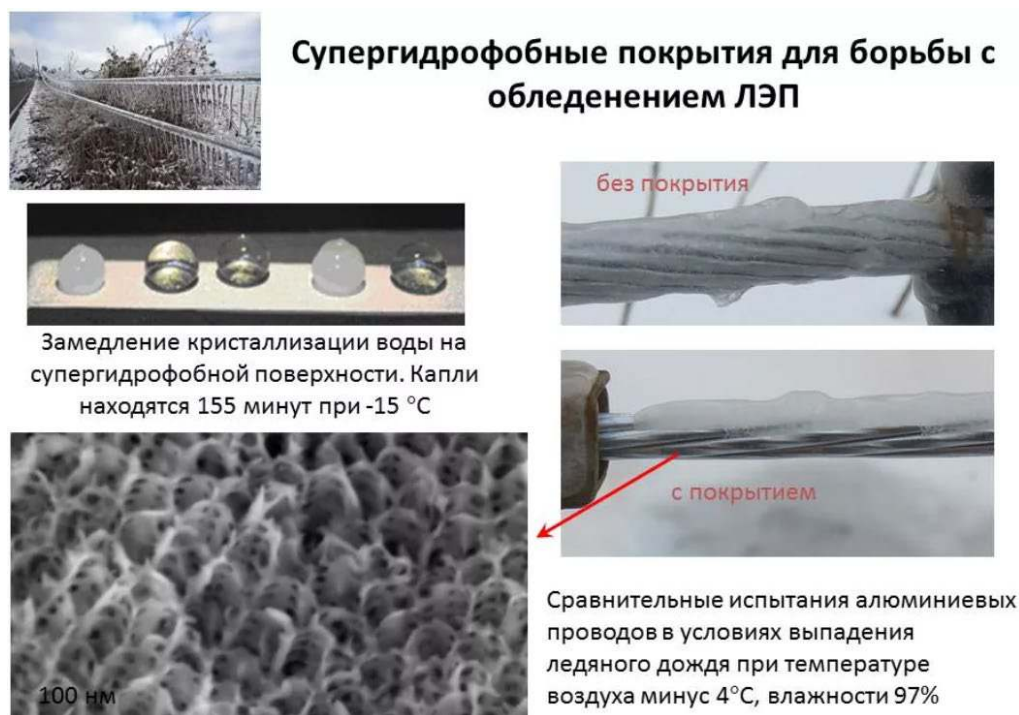 Супергидрофобные покрытия для борьбы с
обледенением ЛЭП
без покрытия
Замедление кристаллизации воды на
супергидрофобной поверхности. Капли
находятся 155 минут при -15 °C
с покрытием
100 нм
Сравнительные испытания алюминиевых
проводов в условиях выпадения
ледяного дождя при температуре
воздуха минус 4°C, влажности 97%